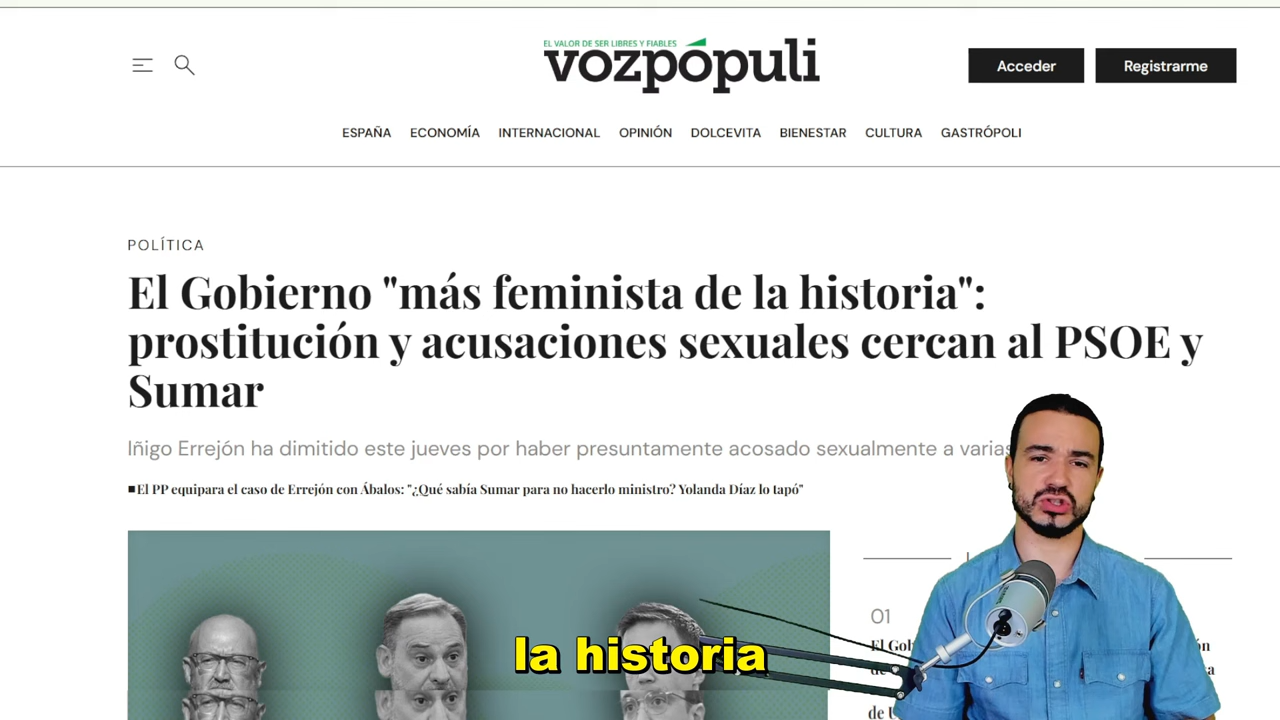 EL VALOR DE SER LIBRES Y FIABLES
vozpópuli
Acceder
Registrarme
ESPAÑA ECONOMÍA INTERNACIONAL OPINIÓN DOLCEVITA BIENESTAR CULTURA GASTRÓPOLI
POLÍTICA
El Gobierno "más feminista de la historia":
prostitución y acusaciones sexuales cercan al PSOE y
Sumar
Iñigo Errejón ha dimitido este jueves por haber presuntamente acosado sexualmente a varias
■El PP equipara el caso de Errejón con Ábalos: "¿Qué sabía Sumar para no hacerlo ministro? Yolanda Díaz lo tapó"
01
El
de
la historia